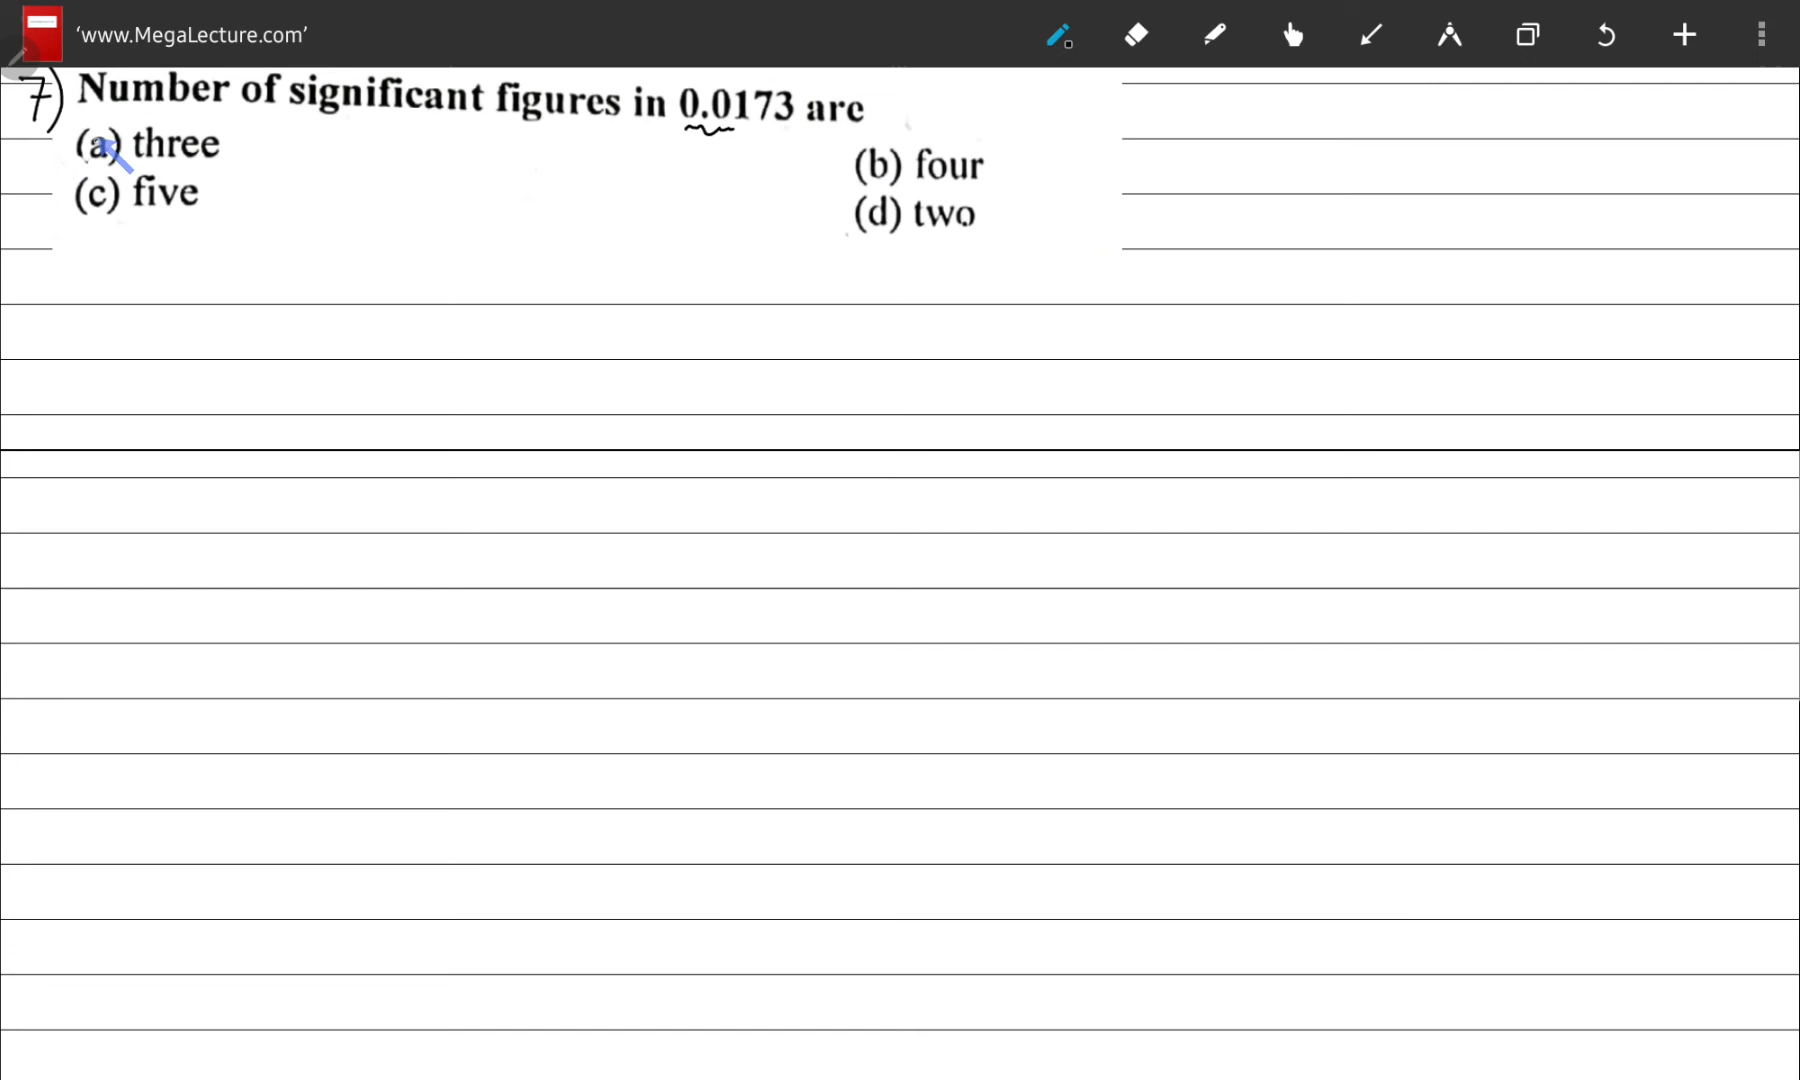 ‘www.MegaLecture.com’
7) Number of significant figures in 0.0173 are
(a) three
(b) four
(c) five
(d) two